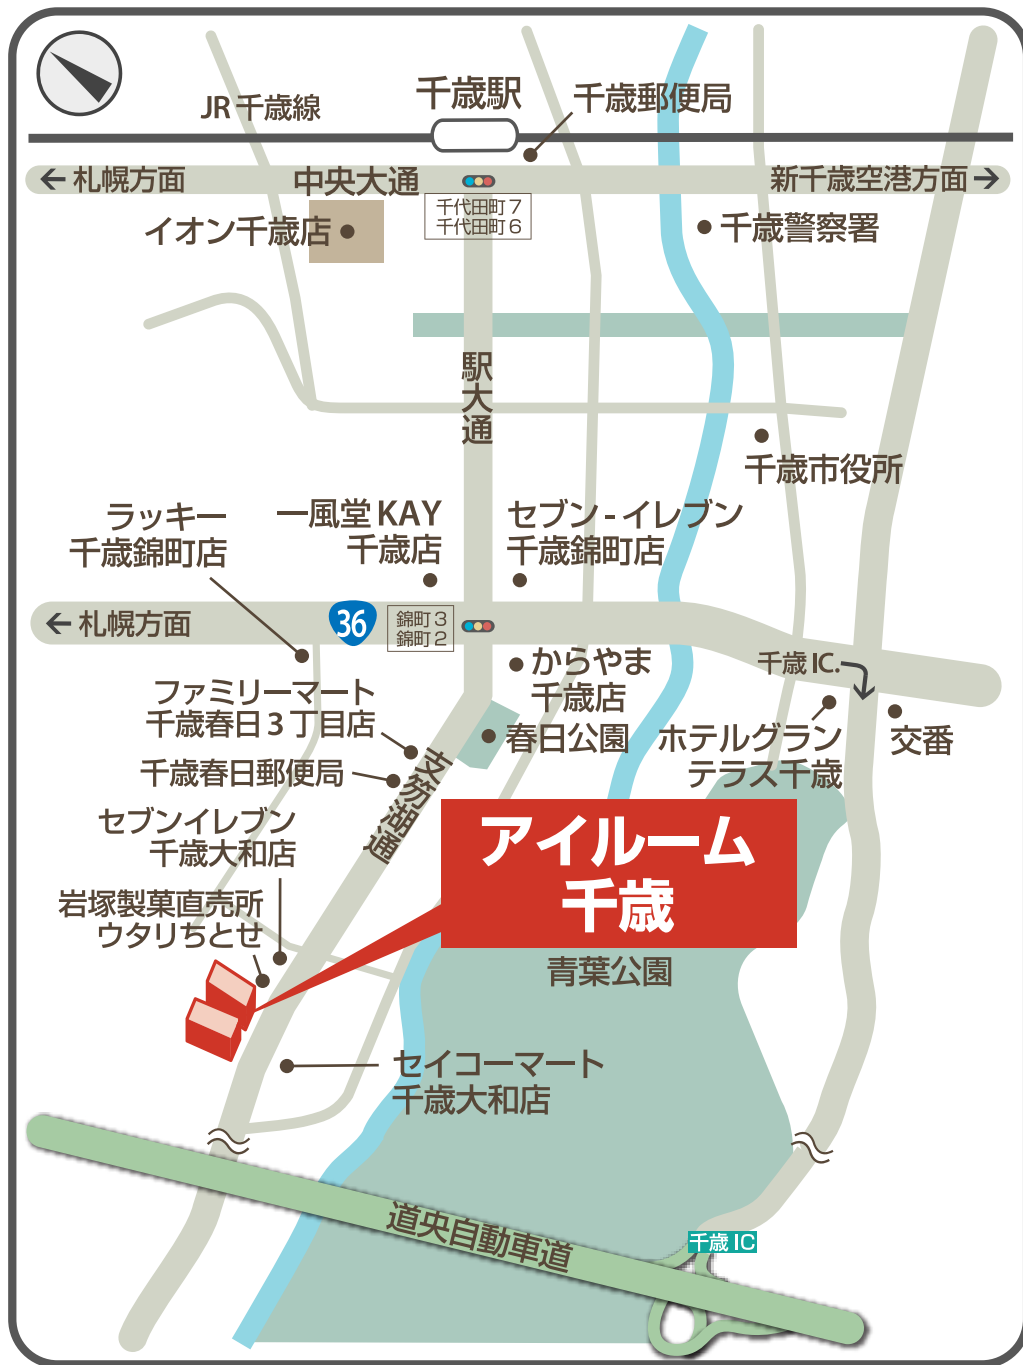 千歳駅
千歳郵便局
JR 千歳線
札幌方面
中央大通
新千歳空港方面
千代田町 7
千代田町 6
イオン千歳店
千歳警察署
駅大通
千歳市役所
ラッキー
千歳錦町店
一風堂 KAY
千歳店
セブン - イレブン
千歳錦町店
札幌方面
36
錦町 3
錦町 2
からやま
千歳店
千歳 IC.
ファミリーマート
千歳春日 3 丁目店
春日公園
ホテルグラン
テラス千歳
交番
千歳春日郵便局
支笏湖通
セブンイレブン
千歳大和店
アイルーム
千歳
岩塚製菓直売所
ウタリちとせ
青葉公園
セイコーマート
千歳大和店
道央自動車道
千歳 IC